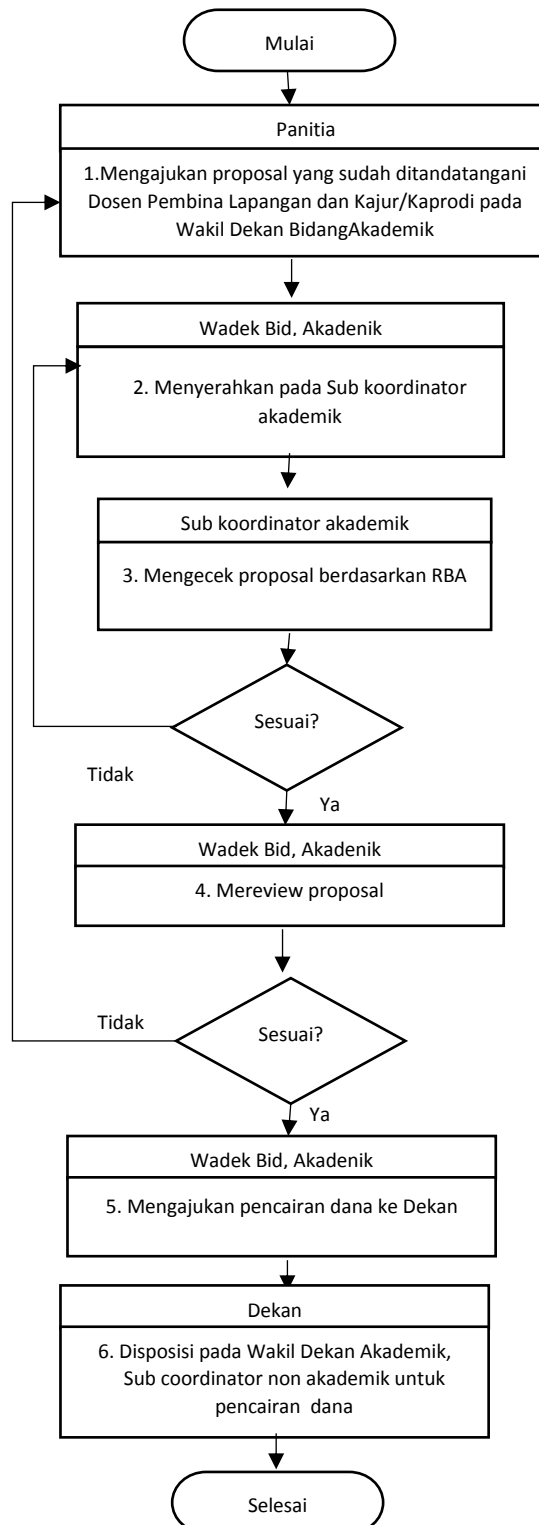 Mulai
Panitia
1.Mengajukan proposal yang sudah ditandatangani
Dosen Pembina Lapangan dan Kajur/Kaprodi pada
Wakil Dekan BidangAkademik
Wadek Bid, Akadenik
2. Menyerahkan pada Sub koordinator
akademik
Sub koordinator akademik
3. Mengecek proposal berdasarkan RBA
Sesuai?
Tidak
Ya
Wadek Bid, Akadenik
4. Mereview proposal
Tidak
Sesuai?
Ya
Wadek Bid, Akadenik
5. Mengajukan pencairan dana ke Dekan
Dekan
6. Disposisi pada Wakil Dekan Akademik,
Sub coordinator non akademik untuk
pencairan dana
Selesai